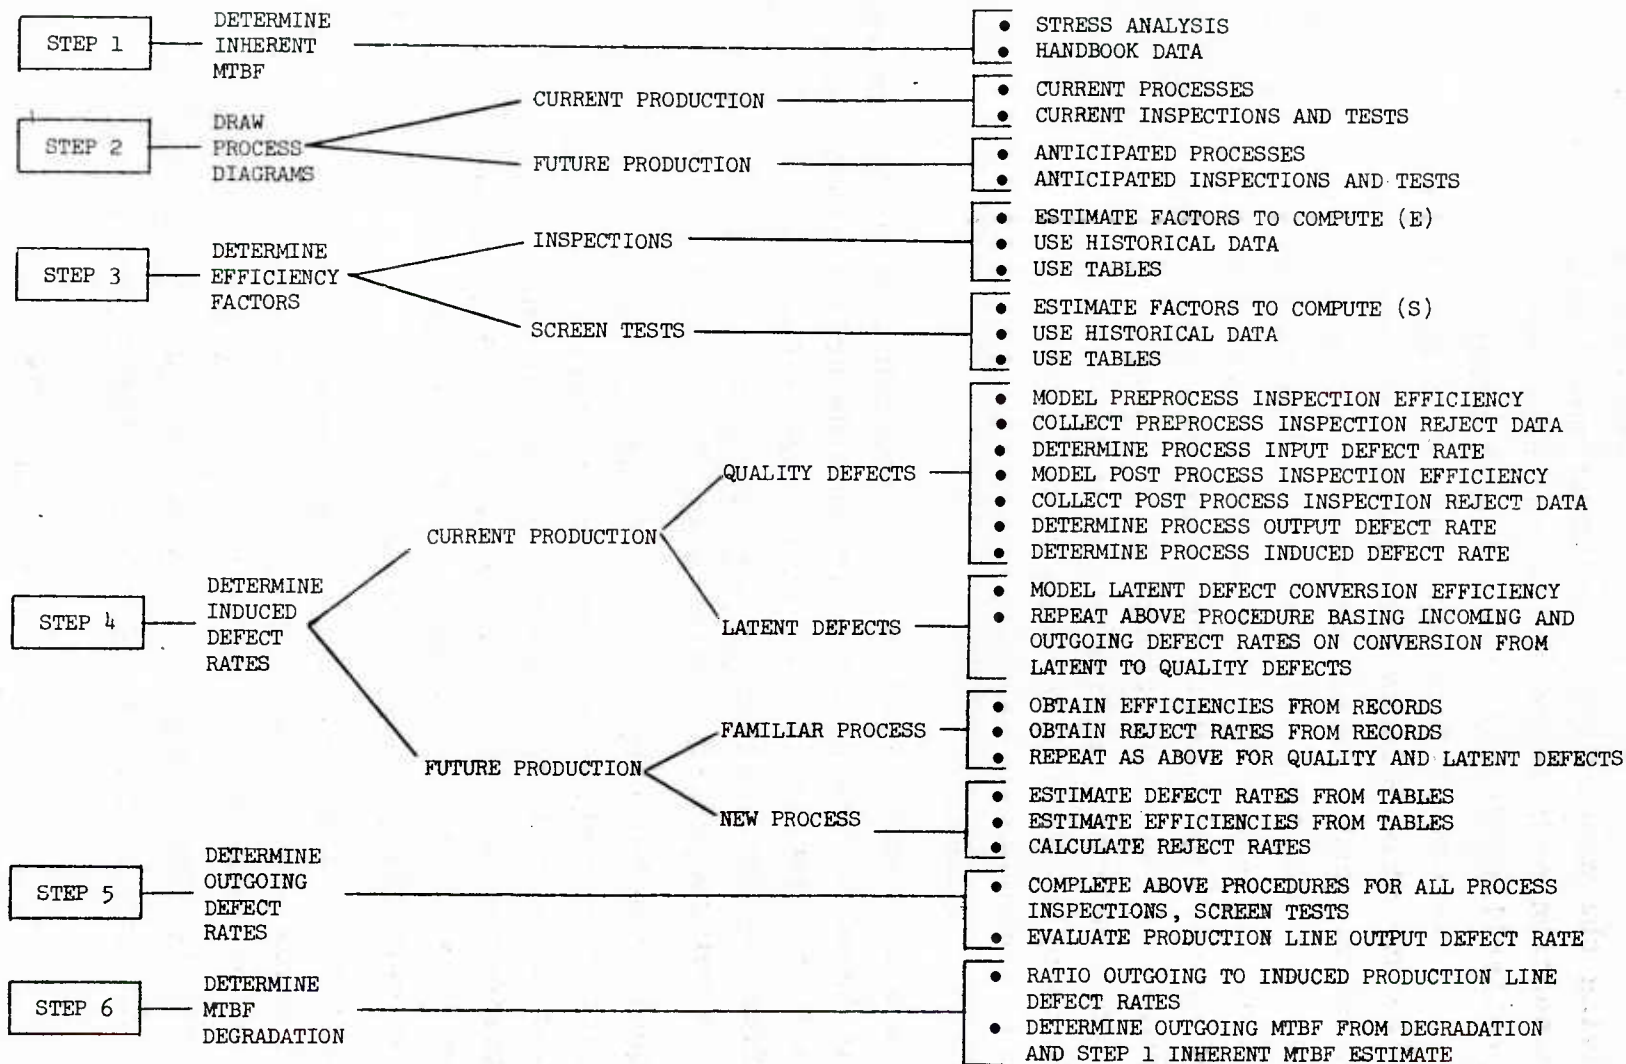 STEP 1
DETERMINE
INHERENT
MTBF
• STRESS ANALYSIS
• HANDBOOK DATA
STEP 2
DRAW
PROCESS
DIAGRAMS
CURRENT PRODUCTION
• CURRENT PROCESSES
• CURRENT INSPECTIONS AND TESTS
FUTURE PRODUCTION
• ANTICIPATED PROCESSES
• ANTICIPATED INSPECTIONS AND TESTS
STEP 3
DETERMINE
EFFICIENCY
FACTORS
INSPECTIONS
• ESTIMATE FACTORS TO COMPUTE (E)
• USE HISTORICAL DATA
• USE TABLES
SCREEN TESTS
• ESTIMATE FACTORS TO COMPUTE (S)
• USE HISTORICAL DATA
• USE TABLES
STEP 4
DETERMINE
INDUCED
DEFECT
RATES
CURRENT PRODUCTION
QUALITY DEFECTS
• MODEL PREPROCESS INSPECTION EFFICIENCY
• COLLECT PREPROCESS INSPECTION REJECT DATA
• DETERMINE PROCESS INPUT DEFECT RATE
• MODEL POST PROCESS INSPECTION EFFICIENCY
• COLLECT POST PROCESS INSPECTION REJECT DATA
• DETERMINE PROCESS OUTPUT DEFECT RATE
• DETERMINE PROCESS INDUCED DEFECT RATE
LATENT DEFECTS
• MODEL LATENT DEFECT CONVERSION EFFICIENCY
• REPEAT ABOVE PROCEDURE BASING INCOMING AND
OUTGOING DEFECT RATES ON CONVERSION FROM
LATENT TO QUALITY DEFECTS
FUTURE PRODUCTION
FAMILIAR PROCESS
• OBTAIN EFFICIENCIES FROM RECORDS
• OBTAIN REJECT RATES FROM RECORDS
• REPEAT AS ABOVE FOR QUALITY AND LATENT DEFECTS
NEW PROCESS
• ESTIMATE DEFECT RATES FROM TABLES
• ESTIMATE EFFICIENCIES FROM TABLES
• CALCULATE REJECT RATES
STEP 5
DETERMINE
OUTGOING
DEFECT
RATES
• COMPLETE ABOVE PROCEDURES FOR ALL PROCESS
INSPECTIONS, SCREEN TESTS
• EVALUATE PRODUCTION LINE OUTPUT DEFECT RATE
STEP 6
DETERMINE
MTBF
DEGRADATION
• RATIO OUTGOING TO INDUCED PRODUCTION LINE
DEFECT RATES
• DETERMINE OUTGOING MTBF FROM DEGRADATION
AND STEP 1 INHERENT MTBF ESTIMATE